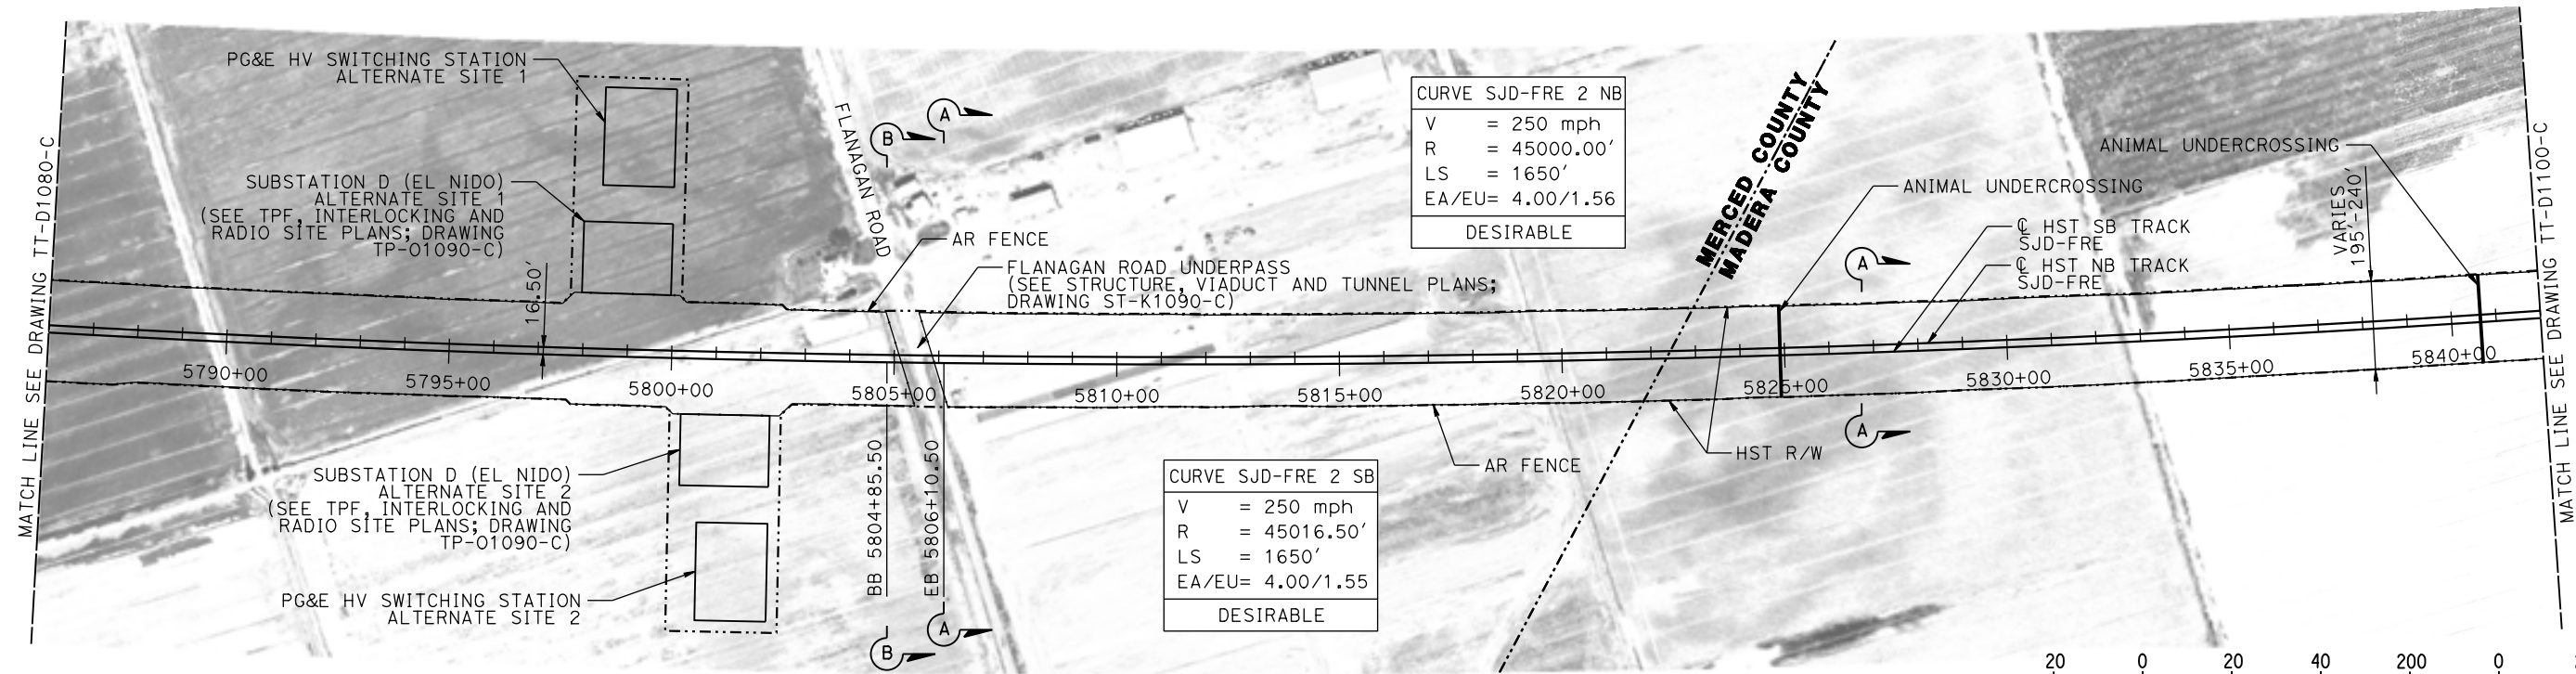 MATCH LINE SEE DRAWING TT-D1080-C
PG&E HV SWITCHING STATION
ALTERNATE SITE 1
SUBSTATION D (EL NIDO)
ALTERNATE SITE 1
(SEE TPF, INTERLOCKING AND
RADIO SITE PLANS; DRAWING
TP-O1090-C)
16.50'
FLANAGAN ROAD
B
A
AR FENCE
FLANAGAN ROAD UNDERPASS
(SEE STRUCTURE, VIADUCT AND TUNNEL PLANS;
DRAWING ST-K1090-C)
CURVE SJD-FRE 2 NB
V = 250 mph
R = 45000.00'
LS = 1650'
EA/EU= 4.00/1.56
DESIRABLE
MERCED COUNTY
MADERA COUNTY
ANIMAL UNDERCROSSING
ANIMAL UNDERCROSSING
A
℄ HST SB TRACK
SJD-FRE
℄ HST NB TRACK
SJD-FRE
VARIES
195'-240'
MATCH LINE SEE DRAWING TT-D1100-C
5790+00
5795+00
5800+00
5805+00
5810+00
5815+00
5820+00
5825+00
5830+00
5835+00
5840+00
SUBSTATION D (EL NIDO)
ALTERNATE SITE 2
(SEE TPF, INTERLOCKING AND
RADIO SITE PLANS; DRAWING
TP-O1090-C)
PG&E HV SWITCHING STATION
ALTERNATE SITE 2
BB 5804+85.50
EB 5806+10.50
B
A
CURVE SJD-FRE 2 SB
V = 250 mph
R = 45016.50'
LS = 1650'
EA/EU= 4.00/1.55
DESIRABLE
AR FENCE
HST R/W
A
20 0 20 40 200 0